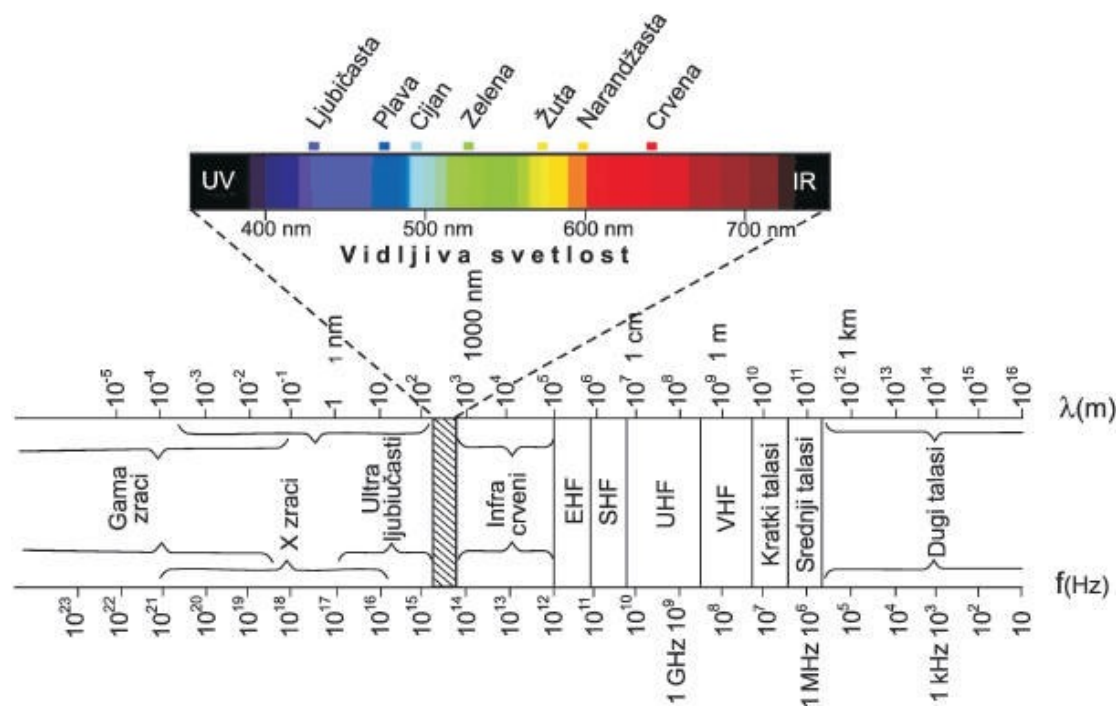 Ljubičasta
Plava
Cijan
Zelena
Žuta
Narandžasta
Crvena
UV
IR
400 nm
500 nm
600 nm
700 nm
Vidljiva svetlost
1 nm
1000 nm
1 cm
1 m
1 km
10⁻⁵
10⁻⁴
10⁻³
10⁻²
10⁻¹
1
10
10²
10³
10⁴
10⁵
10⁶
10⁷
10⁸
10⁹
10¹⁰
10¹¹
10¹²
10¹³
10¹⁴
10¹⁵
10¹⁶
λ(m)
Gama
zraci
X zraci
Ultra
ljubiučasti
Infra
crveni
EHF
SHF
UHF
VHF
Kratki talasi
Srednji talasi
Dugi talasi
10²³
10²²
10²¹
10²⁰
10¹⁹
10¹⁸
10¹⁷
10¹⁶
10¹⁵
10¹⁴
10¹³
10¹²
10¹¹
10¹⁰
1 GHz 10⁹
10⁸
10⁷
1 MHz 10⁶
10⁵
10⁴
1 kHz 10³
10²
10
f(Hz)